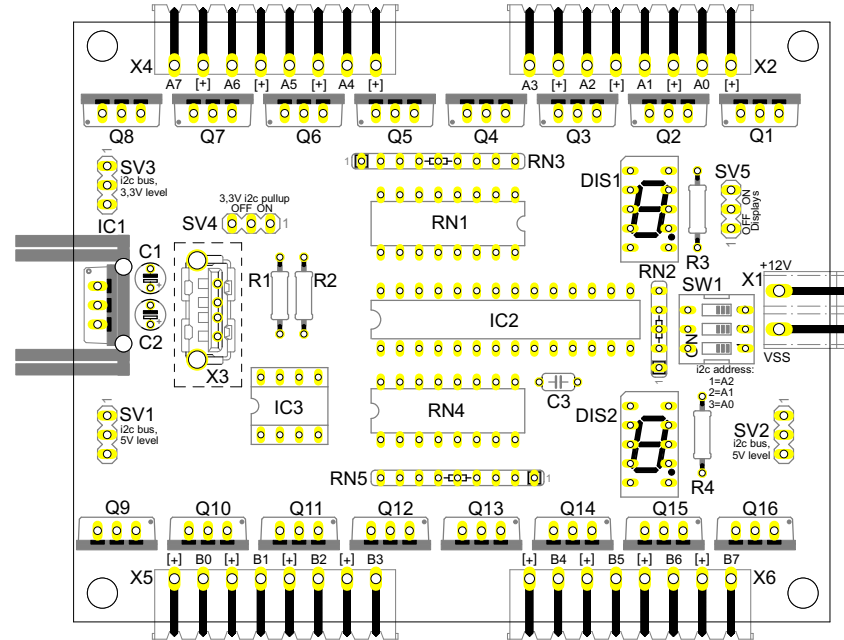 X4
X2
A7 [+] A6 [+] A5 [+] A4 [+]
A3 [+] A2 [+] A1 [+] A0 [+]
Q8 Q7 Q6 Q5 Q4 Q3 Q2 Q1
1
SV3
i2c bus,
3,3V level
1
RN3
DIS1
1
SV5
OFF ON
Displays
3,3V i2c pullup
OFF ON
SV4
1
RN1
IC1
C1
R3
+12V
R1
R2
RN2
SW1
X1
IC2
ON
C2
VSS
X3
1
i2c address:
1=A2
2=A1
3=A0
IC3
RN4
C3
DIS2
1
SV1
i2c bus,
5V level
1
SV2
i2c bus,
5V level
RN5
1
R4
Q9 Q10 Q11 Q12 Q13 Q14 Q15 Q16
[+] B0 [+] B1 [+] B2 [+] B3
[+] B4 [+] B5 [+] B6 [+] B7
X5
X6